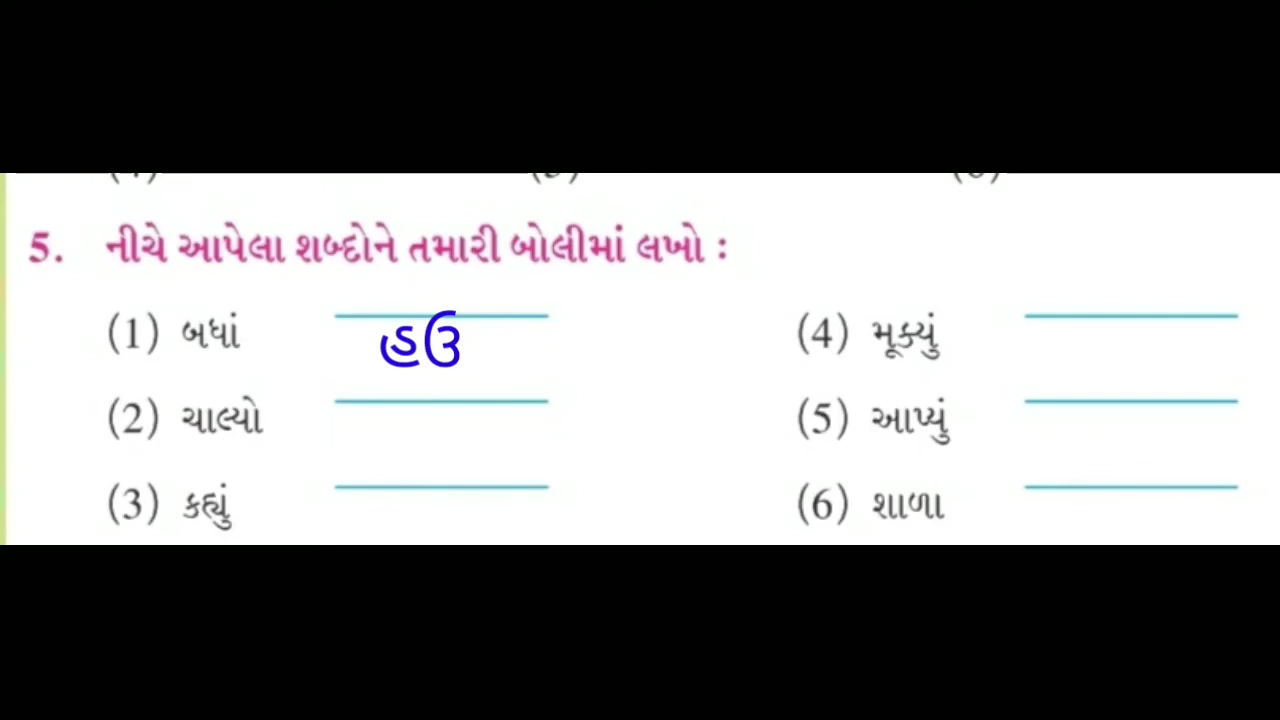 5. નીચે આપેલા શબ્દોને તમારી બોલીમાં લખો :
(1) બધાં હઉ (4) મૂક્યું
(2) ચાલ્યો (5) આપ્યું
(3) કહ્યું (6) શાળા